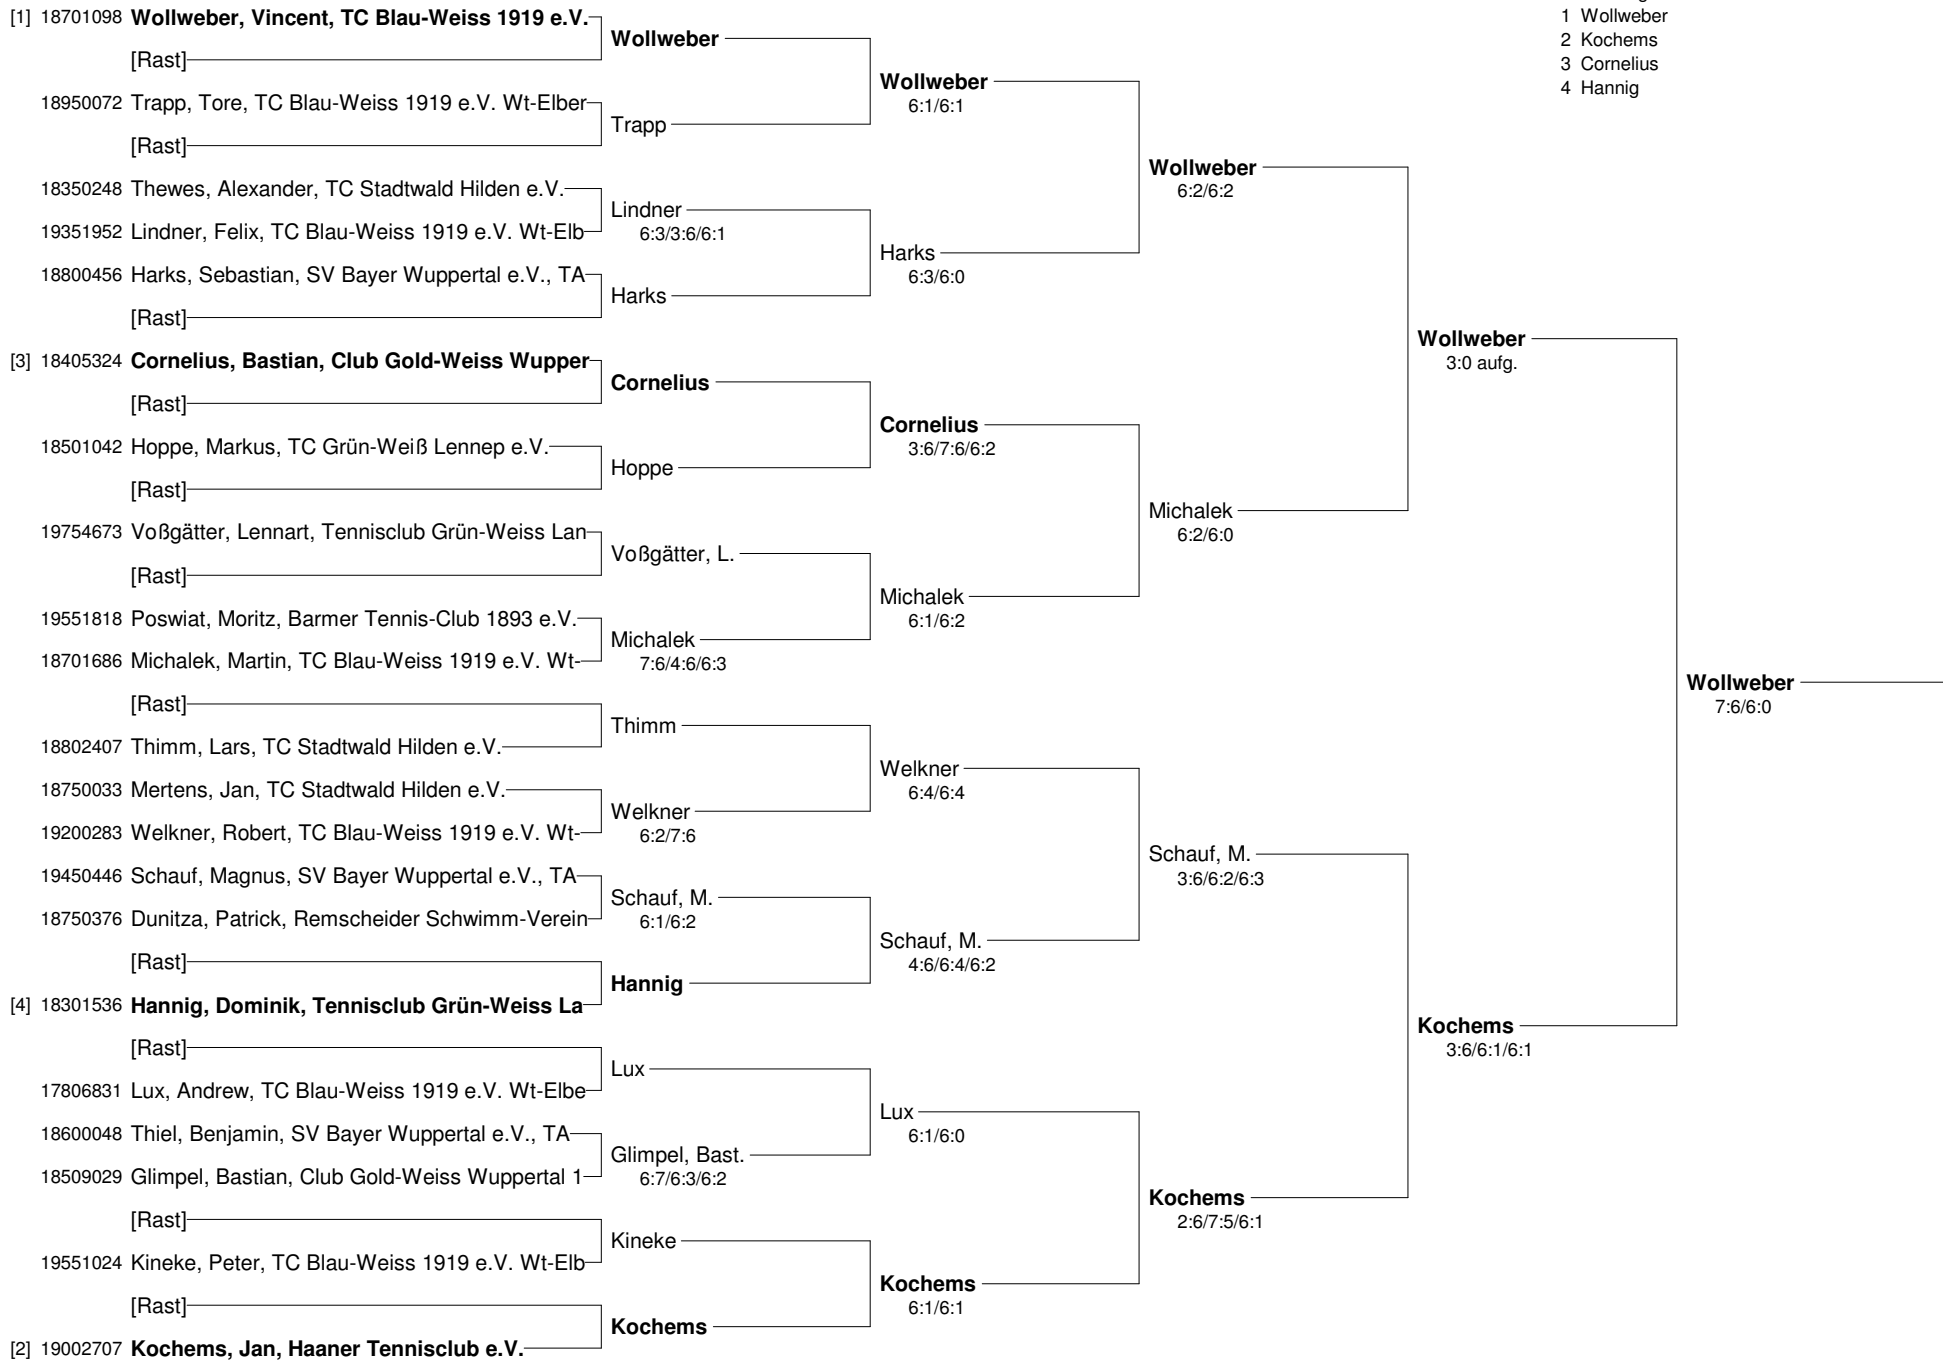 [1] 18701098 Wollweber, Vincent, TC Blau-Weiss 1919 e.V.
[Rast]
18950072 Trapp, Tore, TC Blau-Weiss 1919 e.V. Wt-Elber
[Rast]
18350248 Thewes, Alexander, TC Stadtwald Hilden e.V.
19351952 Lindner, Felix, TC Blau-Weiss 1919 e.V. Wt-Elb
18800456 Harks, Sebastian, SV Bayer Wuppertal e.V., TA
[Rast]
[3] 18405324 Cornelius, Bastian, Club Gold-Weiss Wupper
[Rast]
18501042 Hoppe, Markus, TC Grün-Weiß Lennep e.V.
[Rast]
19754673 Voßgätter, Lennart, Tennisclub Grün-Weiss Lan
[Rast]
19551818 Poswiat, Moritz, Barmer Tennis-Club 1893 e.V.
18701686 Michalek, Martin, TC Blau-Weiss 1919 e.V. Wt-
[Rast]
18802407 Thimm, Lars, TC Stadtwald Hilden e.V.
18750033 Mertens, Jan, TC Stadtwald Hilden e.V.
19200283 Welkner, Robert, TC Blau-Weiss 1919 e.V. Wt-
19450446 Schauf, Magnus, SV Bayer Wuppertal e.V., TA
18750376 Dunitza, Patrick, Remscheider Schwimm-Verein
[Rast]
[4] 18301536 Hannig, Dominik, Tennisclub Grün-Weiss La
[Rast]
17806831 Lux, Andrew, TC Blau-Weiss 1919 e.V. Wt-Elbe
18600048 Thiel, Benjamin, SV Bayer Wuppertal e.V., TA
18509029 Glimpel, Bastian, Club Gold-Weiss Wuppertal 1
[Rast]
19551024 Kineke, Peter, TC Blau-Weiss 1919 e.V. Wt-Elb
[Rast]
[2] 19002707 Kochems, Jan, Haaner Tennisclub e.V.
Wollweber
Trapp
Lindner
6:3/3:6/6:1
Harks
Cornelius
Hoppe
Voßgätter, L.
Michalek
7:6/4:6/6:3
Thimm
Welkner
6:2/7:6
Schauf, M.
6:1/6:2
Hannig
Lux
Glimpel, Bast.
6:7/6:3/6:2
Kineke
Kochems
Wollweber
6:1/6:1
Harks
6:3/6:0
Cornelius
3:6/7:6/6:2
Michalek
6:1/6:2
Welkner
6:4/6:4
Schauf, M.
4:6/6:4/6:2
Lux
6:1/6:0
Kochems
6:1/6:1
Wollweber
6:2/6:2
Michalek
6:2/6:0
Schauf, M.
3:6/6:2/6:3
Kochems
2:6/7:5/6:1
Wollweber
3:0 aufg.
Kochems
3:6/6:1/6:1
Wollweber
7:6/6:0
1 Wollweber
2 Kochems
3 Cornelius
4 Hannig